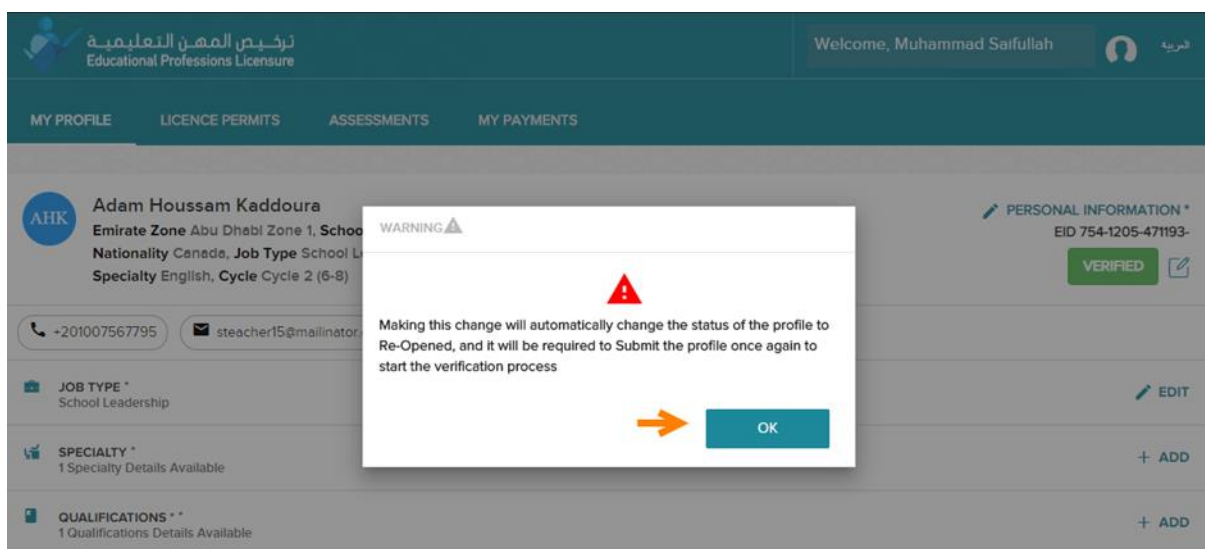 ترخـيـص المهـن التعليميـة
Educational Professions Licensure
Welcome, Muhammad Saifullah
العربية
MY PROFILE
LICENCE PERMITS
ASSESSMENTS
MY PAYMENTS
AHK
Adam Houssam Kaddoura
Emirate Zone Abu Dhabi Zone 1, Schoo
Nationality Canada, Job Type School L
Specialty English, Cycle Cycle 2 (6-8)
PERSONAL INFORMATION *
EID 754-1205-471193-
VERIFIED
+201007567795
steacher15@mailinator.
WARNING
Making this change will automatically change the status of the profile to
Re-Opened, and it will be required to Submit the profile once again to
start the verification process
OK
JOB TYPE *
School Leadership
EDIT
SPECIALTY *
1 Specialty Details Available
+ ADD
QUALIFICATIONS * *
1 Qualifications Details Available
+ ADD